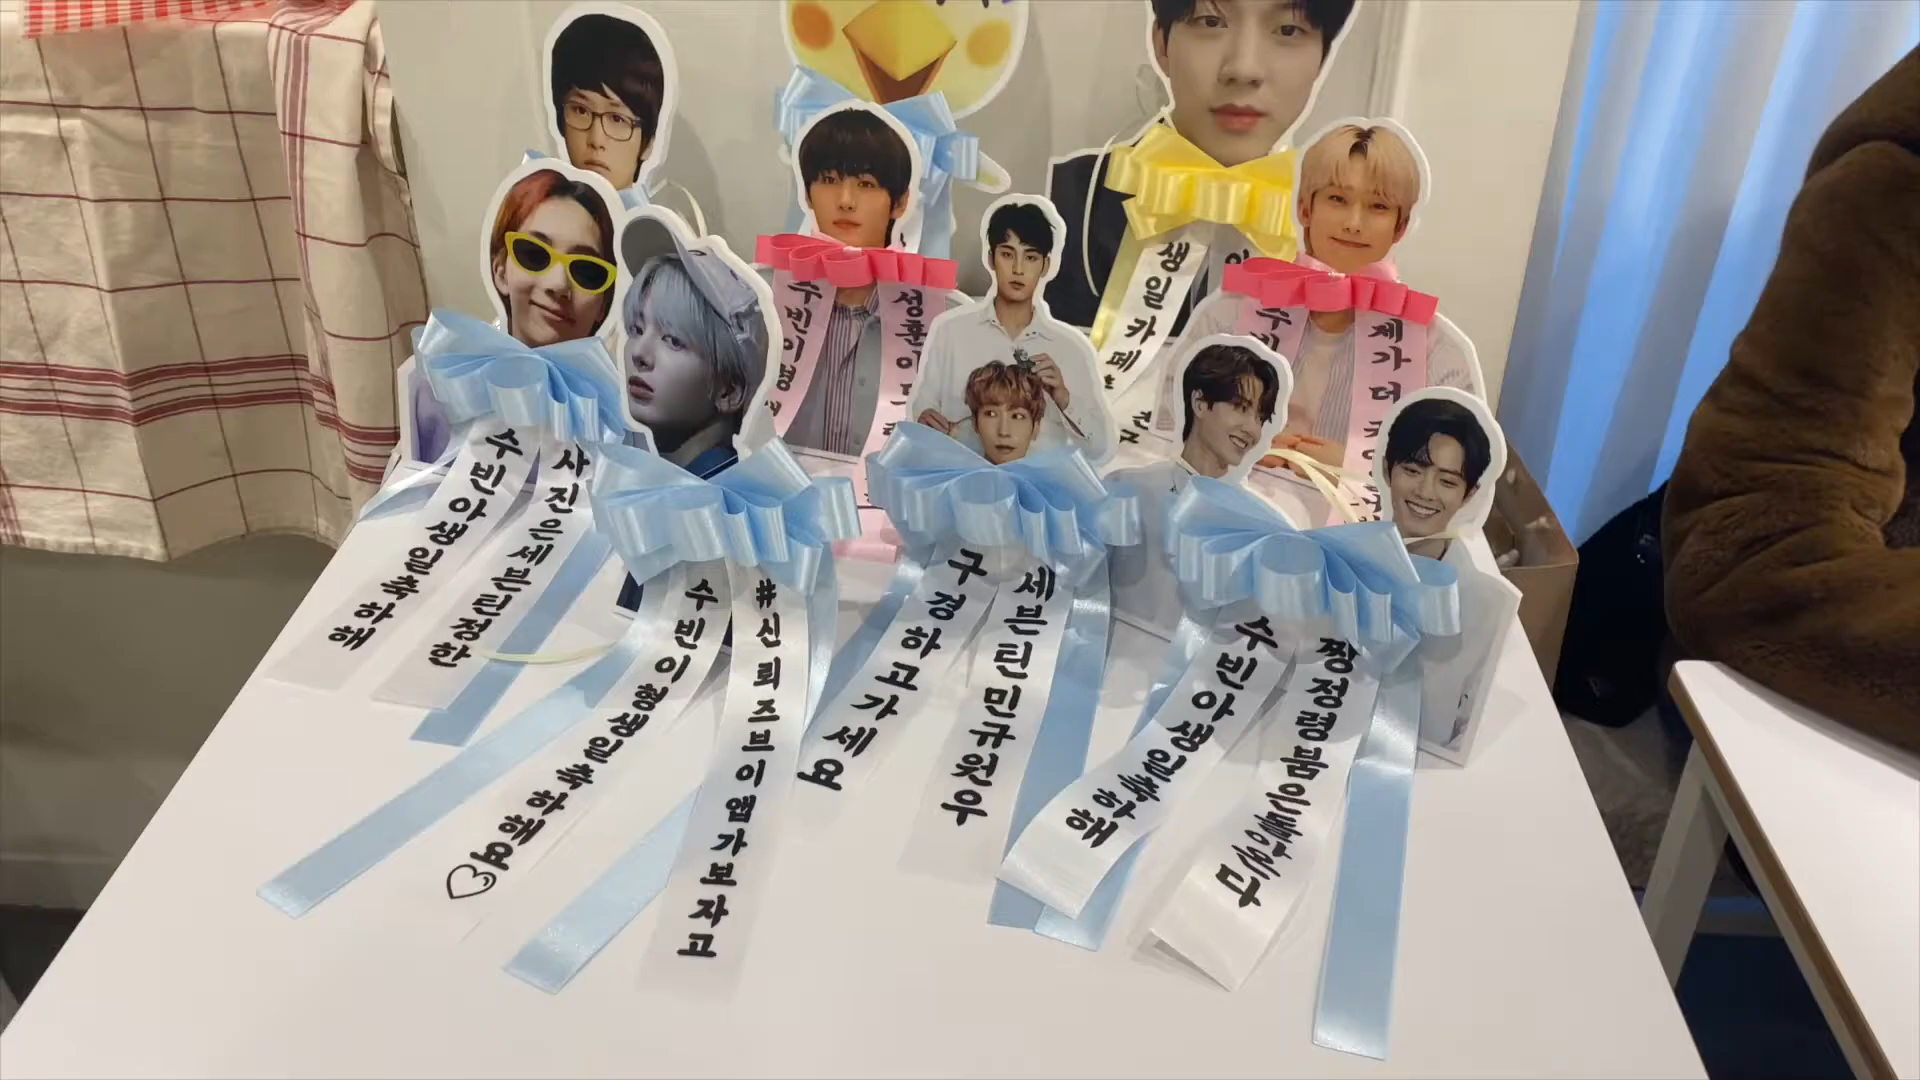 생일카페
수빈이형생
성훈이
수빈
제가더
수빈아생일축하해
사진은세븐틴정한
수빈이형생일축하해요♡
#신뢰즈브이앱가보자고
구경하고가세요
세븐틴민규원우
수빈아생일축하해
짱정령붐은돌아온다